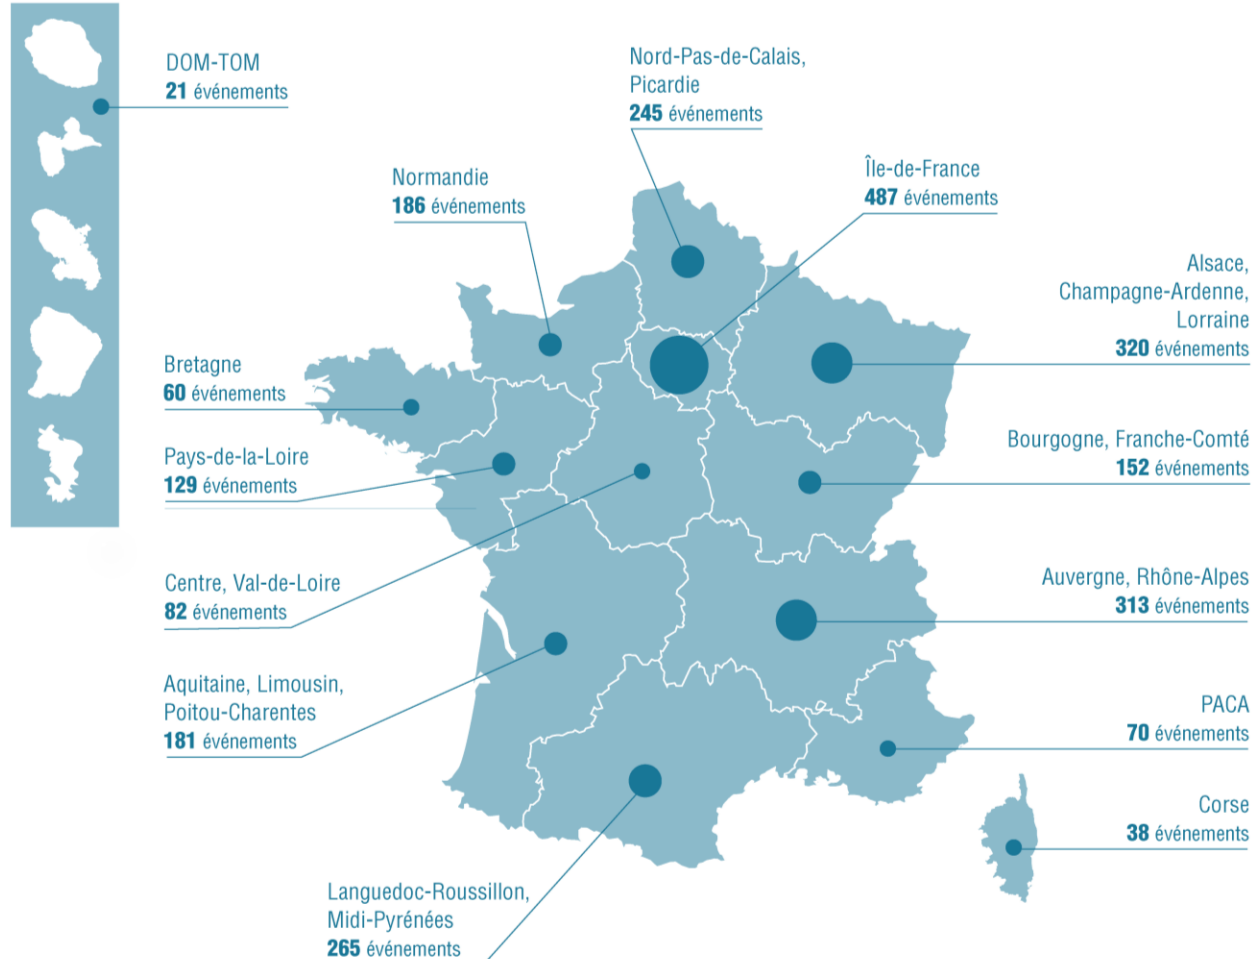 DOM-TOM
21 événements
Nord-Pas-de-Calais,
Picardie
245 événements
Île-de-France
487 événements
Normandie
186 événements
Alsace,
Champagne-Ardenne,
Lorraine
320 événements
Bretagne
60 événements
Bourgogne, Franche-Comté
152 événements
Pays-de-la-Loire
129 événements
Centre, Val-de-Loire
82 événements
Auvergne, Rhône-Alpes
313 événements
Aquitaine, Limousin,
Poitou-Charentes
181 événements
PACA
70 événements
Corse
38 événements
Languedoc-Roussillon,
Midi-Pyrénées
265 événements